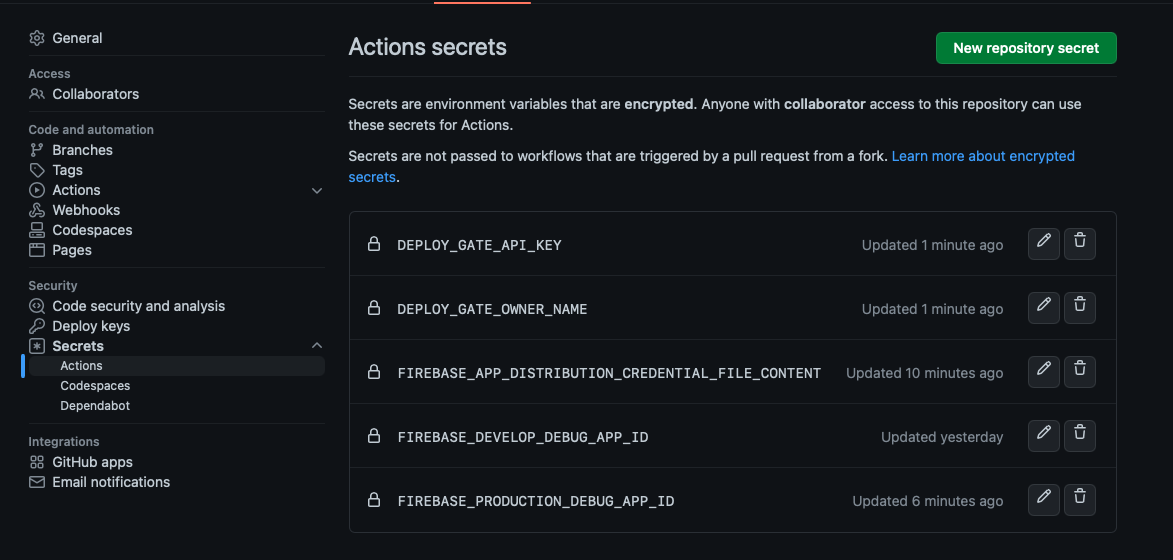 General
Access
Collaborators
Code and automation
Branches
Tags
Actions
Webhooks
Codespaces
Pages
Security
Code security and analysis
Deploy keys
Secrets
Actions
Codespaces
Dependabot
Integrations
GitHub apps
Email notifications
Actions secrets
New repository secret
Secrets are environment variables that are encrypted. Anyone with collaborator access to this repository can use
these secrets for Actions.
Secrets are not passed to workflows that are triggered by a pull request from a fork. Learn more about encrypted
secrets.
DEPLOY_GATE_API_KEY Updated 1 minute ago
DEPLOY_GATE_OWNER_NAME Updated 1 minute ago
FIREBASE_APP_DISTRIBUTION_CREDENTIAL_FILE_CONTENT Updated 10 minutes ago
FIREBASE_DEVELOP_DEBUG_APP_ID Updated yesterday
FIREBASE_PRODUCTION_DEBUG_APP_ID Updated 6 minutes ago